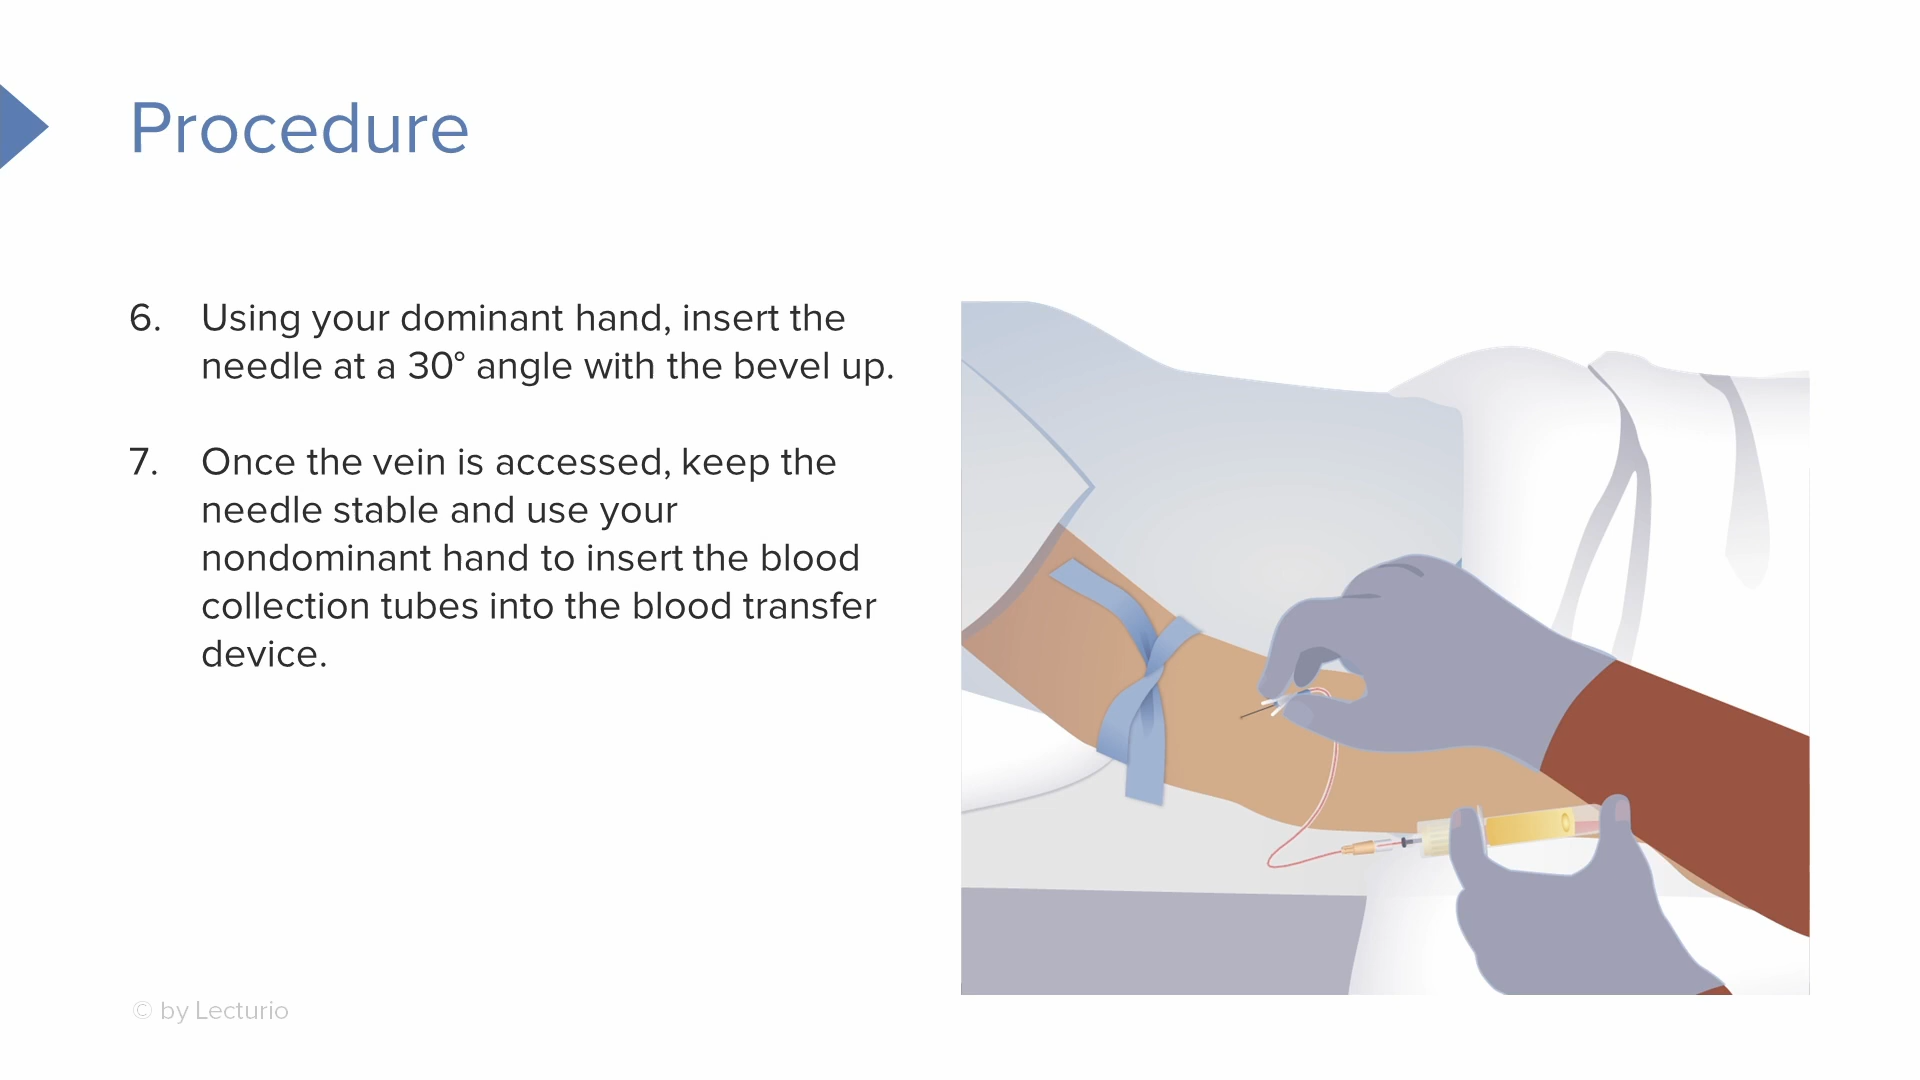 Procedure
6. Using your dominant hand, insert the
needle at a 30° angle with the bevel up.
7. Once the vein is accessed, keep the
needle stable and use your
nondominant hand to insert the blood
collection tubes into the blood transfer
device.
© by Lecturio